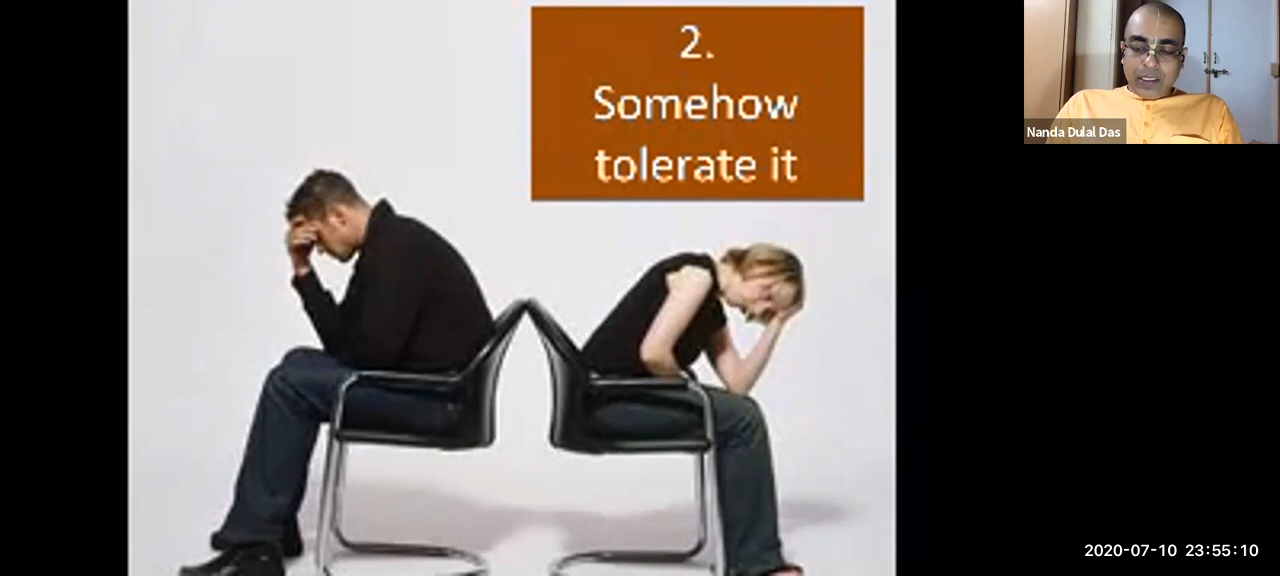 2.
Somehow
tolerate it
Nanda Dulal Das
2020-07-10 23:55:10